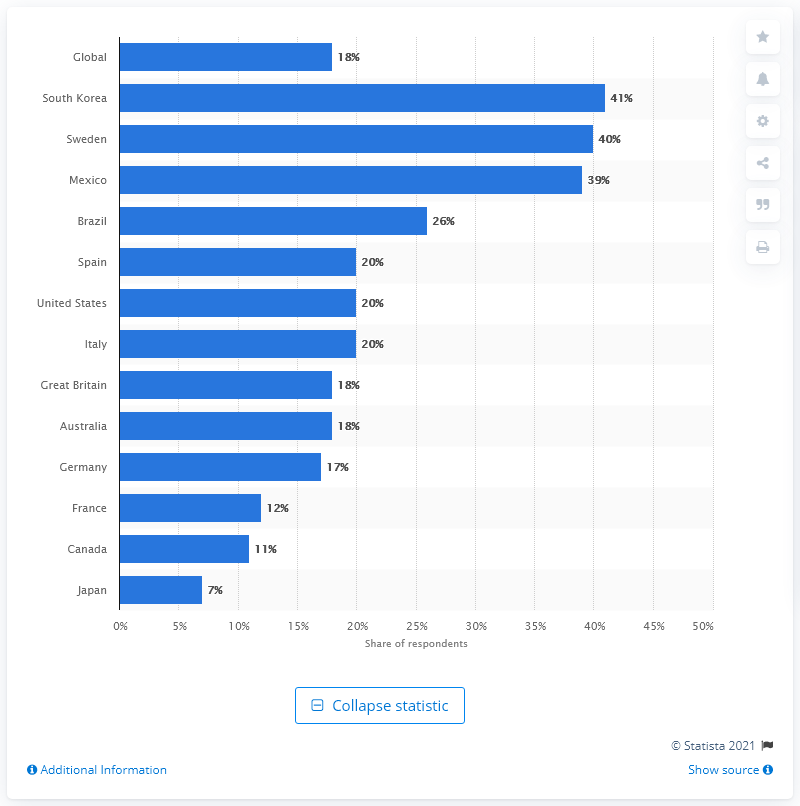 Global 18%
South Korea 41%
Sweden 40%
Mexico 39%
Brazil 26%
Spain 20%
United States 20%
Italy 20%
Great Britain 18%
Australia 18%
Germany 17%
France 12%
Canada 11%
Japan 7%
0% 5% 10% 15% 20% 25% 30% 35% 40% 45% 50%
Share of respondents
Collapse statistic
© Statista 2021
Additional Information Show source